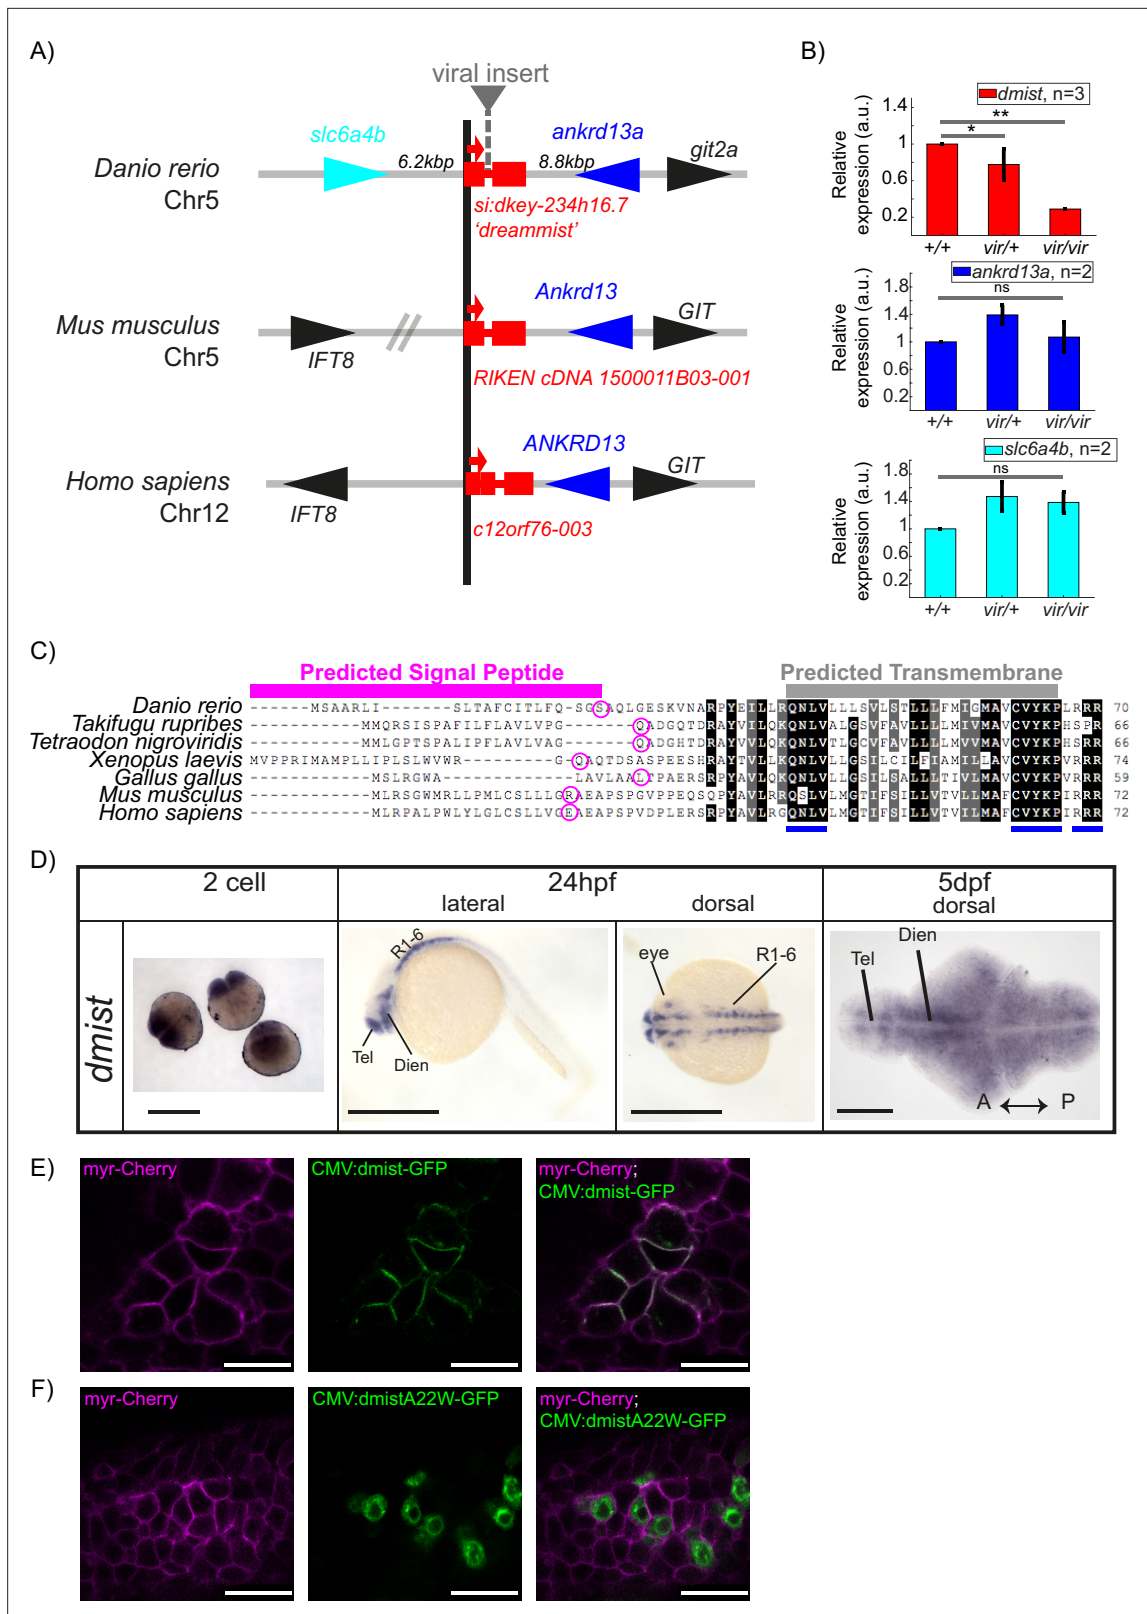 A)
viral insert
slc6a4b
ankrd13a
git2a
6.2kbp
8.8kbp
Danio rerio
Chr5
si:dkey-234h16.7
'dreammist'
Mus musculus
Chr5
Ankrd13
GIT
IFT8
RIKEN cDNA 1500011B03-001
Homo sapiens
Chr12
ANKRD13
GIT
IFT8
c12orf76-003
B)
dmist, n=3
Relative
expression (a.u.)
1.4
1
0.6
0.2
**
*
+/+ vir/+ vir/vir
ankrd13a, n=2
Relative
expression (a.u.)
1.8
1.4
1
0.6
0.2
ns
+/+ vir/+ vir/vir
slc6a4b, n=2
Relative
expression (a.u.)
1.8
1.4
1
0.6
0.2
ns
+/+ vir/+ vir/vir
C)
Predicted Signal Peptide
Predicted Transmembrane
Danio rerio --------MSAARLI------SLTAFCITLFQ--SGSAQLGESKVNARPYEILLRQNLVLLLSVLSTLLLFMIGMAVCVYKPLRRR 70
Takifugu rupribes
Tetraodon nigroviridis
Xenopus laevis
Gallus gallus
Mus musculus
Homo sapiens
66
66
74
59
72
72
D)
2 cell
24hpf
lateral
dorsal
5dpf
dorsal
dmist
R1-6
Tel
Dien
eye
R1-6
Tel
Dien
A
P
E)
myr-Cherry
CMV:dmist-GFP
myr-Cherry;
CMV:dmist-GFP
F)
myr-Cherry
CMV:dmistA22W-GFP
myr-Cherry;
CMV:dmistA22W-GFP